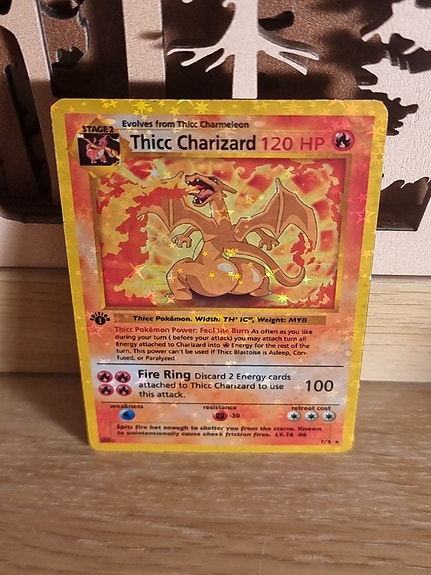 Evolves from Thicc Charmeleon
STAGE 2
Thicc Charizard 120 HP
EDITION
1
Thicc Pokémon. Width: TH' IC", Weight: MYB
Thicc Pokémon Power: Feel the Burn As often as you like
during your turn ( before your attack) you may attach turn all
Energy attached to Charizard into Energy for the rest of the
turn. This power can't be used if Thicc Blastoise is Asleep, Con-
fused, or Paralyzed.
Fire Ring Discard 2 Energy cards
attached to Thicc Charizard to use
this attack.
100
weakness resistance retreat cost
-30
Spits fire hot enough to shelter you from the storm. Known
to unintentionally cause cheek friction fires. LV.76 #6